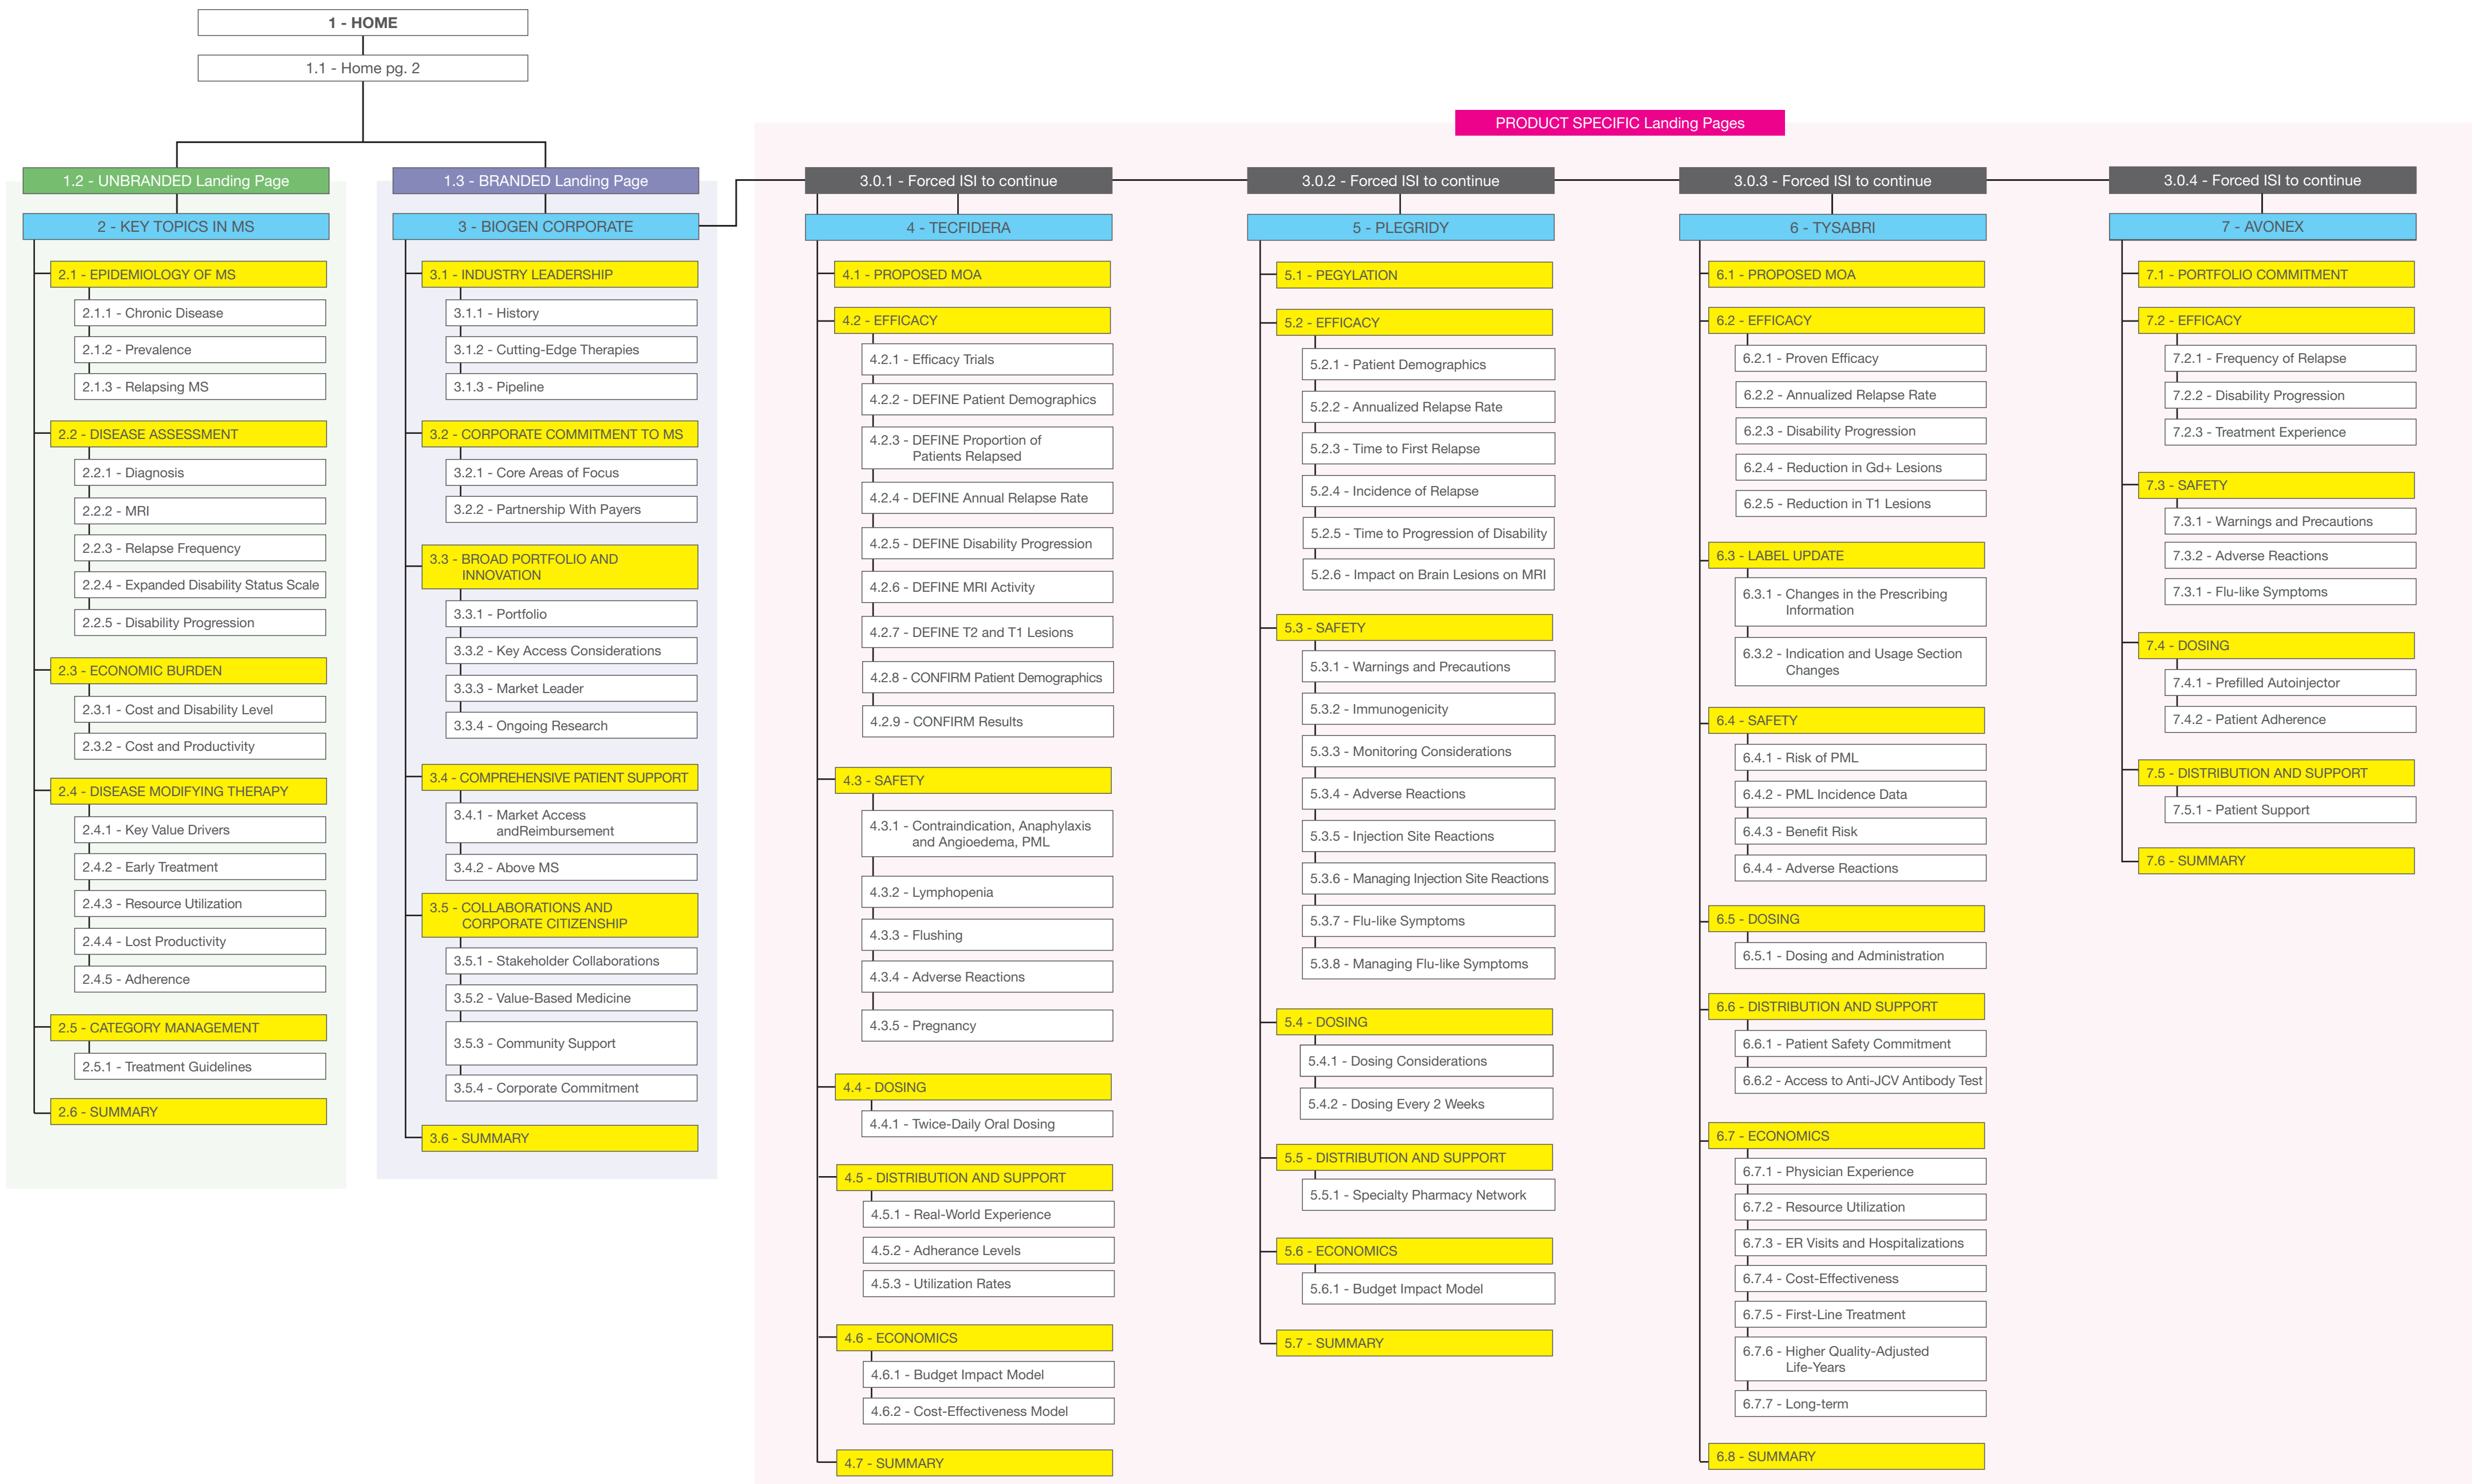 1 - HOME
1.1 - Home pg. 2
PRODUCT SPECIFIC Landing Pages
1.2 - UNBRANDED Landing Page
2 - KEY TOPICS IN MS
2.1 - EPIDEMIOLOGY OF MS
2.1.1 - Chronic Disease
2.1.2 - Prevalence
2.1.3 - Relapsing MS
2.2 - DISEASE ASSESSMENT
2.2.1 - Diagnosis
2.2.2 - MRI
2.2.3 - Relapse Frequency
2.2.4 - Expanded Disability Status Scale
2.2.5 - Disability Progression
2.3 - ECONOMIC BURDEN
2.3.1 - Cost and Disability Level
2.3.2 - Cost and Productivity
2.4 - DISEASE MODIFYING THERAPY
2.4.1 - Key Value Drivers
2.4.2 - Early Treatment
2.4.3 - Resource Utilization
2.4.4 - Lost Productivity
2.4.5 - Adherence
2.5 - CATEGORY MANAGEMENT
2.5.1 - Treatment Guidelines
2.6 - SUMMARY
1.3 - BRANDED Landing Page
3 - BIOGEN CORPORATE
3.1 - INDUSTRY LEADERSHIP
3.1.1 - History
3.1.2 - Cutting-Edge Therapies
3.1.3 - Pipeline
3.2 - CORPORATE COMMITMENT TO MS
3.2.1 - Core Areas of Focus
3.2.2 - Partnership With Payers
3.3 - BROAD PORTFOLIO AND
INNOVATION
3.3.1 - Portfolio
3.3.2 - Key Access Considerations
3.3.3 - Market Leader
3.3.4 - Ongoing Research
3.4 - COMPREHENSIVE PATIENT SUPPORT
3.4.1 - Market Access
andReimbursement
3.4.2 - Above MS
3.5 - COLLABORATIONS AND
CORPORATE CITIZENSHIP
3.5.1 - Stakeholder Collaborations
3.5.2 - Value-Based Medicine
3.5.3 - Community Support
3.5.4 - Corporate Commitment
3.6 - SUMMARY
3.0.1 - Forced ISI to continue
4 - TECFIDERA
4.1 - PROPOSED MOA
4.2 - EFFICACY
4.2.1 - Efficacy Trials
4.2.2 - DEFINE Patient Demographics
4.2.3 - DEFINE Proportion of
Patients Relapsed
4.2.4 - DEFINE Annual Relapse Rate
4.2.5 - DEFINE Disability Progression
4.2.6 - DEFINE MRI Activity
4.2.7 - DEFINE T2 and T1 Lesions
4.2.8 - CONFIRM Patient Demographics
4.2.9 - CONFIRM Results
4.3 - SAFETY
4.3.1 - Contraindication, Anaphylaxis
and Angioedema, PML
4.3.2 - Lymphopenia
4.3.3 - Flushing
4.3.4 - Adverse Reactions
4.3.5 - Pregnancy
4.4 - DOSING
4.4.1 - Twice-Daily Oral Dosing
4.5 - DISTRIBUTION AND SUPPORT
4.5.1 - Real-World Experience
4.5.2 - Adherance Levels
4.5.3 - Utilization Rates
4.6 - ECONOMICS
4.6.1 - Budget Impact Model
4.6.2 - Cost-Effectiveness Model
4.7 - SUMMARY
3.0.2 - Forced ISI to continue
5 - PLEGRIDY
5.1 - PEGYLATION
5.2 - EFFICACY
5.2.1 - Patient Demographics
5.2.2 - Annualized Relapse Rate
5.2.3 - Time to First Relapse
5.2.4 - Incidence of Relapse
5.2.5 - Time to Progression of Disability
5.2.6 - Impact on Brain Lesions on MRI
5.3 - SAFETY
5.3.1 - Warnings and Precautions
5.3.2 - Immunogenicity
5.3.3 - Monitoring Considerations
5.3.4 - Adverse Reactions
5.3.5 - Injection Site Reactions
5.3.6 - Managing Injection Site Reactions
5.3.7 - Flu-like Symptoms
5.3.8 - Managing Flu-like Symptoms
5.4 - DOSING
5.4.1 - Dosing Considerations
5.4.2 - Dosing Every 2 Weeks
5.5 - DISTRIBUTION AND SUPPORT
5.5.1 - Specialty Pharmacy Network
5.6 - ECONOMICS
5.6.1 - Budget Impact Model
5.7 - SUMMARY
3.0.3 - Forced ISI to continue
6 - TYSABRI
6.1 - PROPOSED MOA
6.2 - EFFICACY
6.2.1 - Proven Efficacy
6.2.2 - Annualized Relapse Rate
6.2.3 - Disability Progression
6.2.4 - Reduction in Gd+ Lesions
6.2.5 - Reduction in T1 Lesions
6.3 - LABEL UPDATE
6.3.1 - Changes in the Prescribing
Information
6.3.2 - Indication and Usage Section
Changes
6.4 - SAFETY
6.4.1 - Risk of PML
6.4.2 - PML Incidence Data
6.4.3 - Benefit Risk
6.4.4 - Adverse Reactions
6.5 - DOSING
6.5.1 - Dosing and Administration
6.6 - DISTRIBUTION AND SUPPORT
6.6.1 - Patient Safety Commitment
6.6.2 - Access to Anti-JCV Antibody Test
6.7 - ECONOMICS
6.7.1 - Physician Experience
6.7.2 - Resource Utilization
6.7.3 - ER Visits and Hospitalizations
6.7.4 - Cost-Effectiveness
6.7.5 - First-Line Treatment
6.7.6 - Higher Quality-Adjusted
Life-Years
6.7.7 - Long-term
6.8 - SUMMARY
3.0.4 - Forced ISI to continue
7 - AVONEX
7.1 - PORTFOLIO COMMITMENT
7.2 - EFFICACY
7.2.1 - Frequency of Relapse
7.2.2 - Disability Progression
7.2.3 - Treatment Experience
7.3 - SAFETY
7.3.1 - Warnings and Precautions
7.3.2 - Adverse Reactions
7.3.1 - Flu-like Symptoms
7.4 - DOSING
7.4.1 - Prefilled Autoinjector
7.4.2 - Patient Adherence
7.5 - DISTRIBUTION AND SUPPORT
7.5.1 - Patient Support
7.6 - SUMMARY